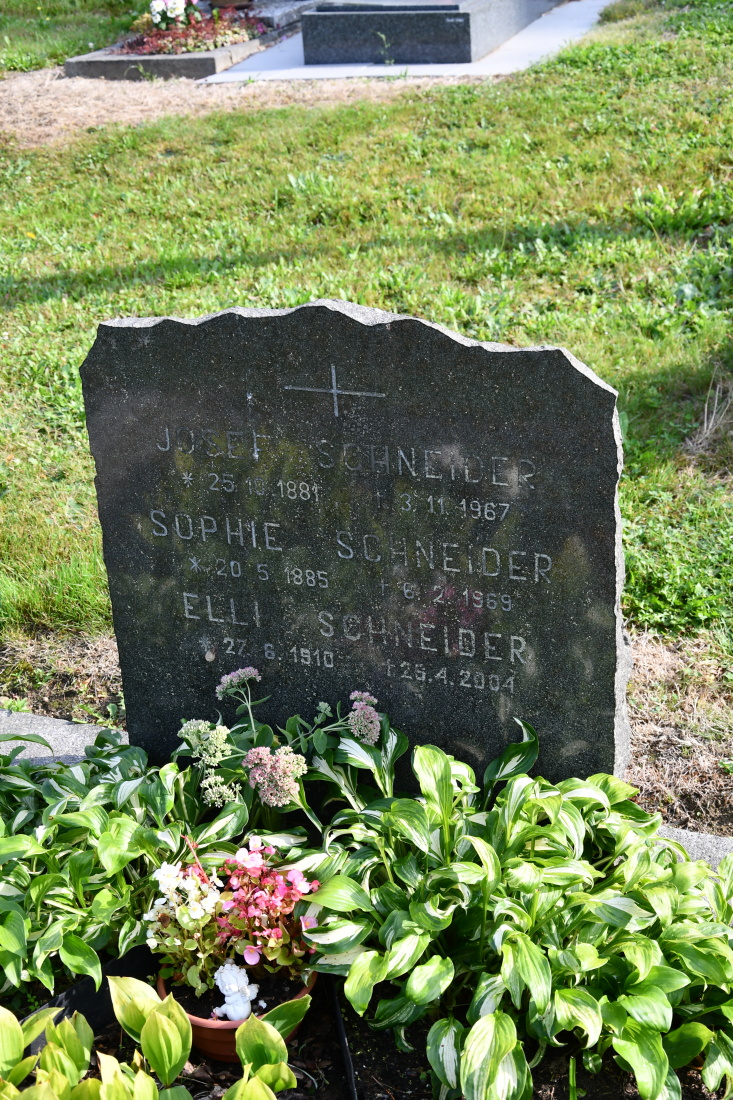 JOSEF SCHNEIDER
* 25.10.1881 † 3.11.1967
SOPHIE SCHNEIDER
* 20 5 1885 † 6.2.1969
ELLI SCHNEIDER
* 27. 8.1910 † 25.4.2004